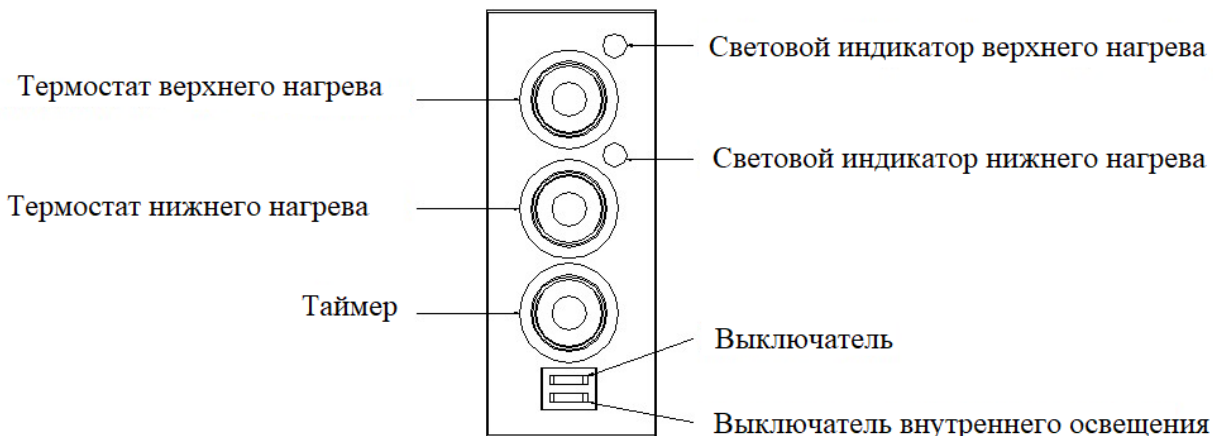 Световой индикатор верхнего нагрева
Термостат верхнего нагрева
Световой индикатор нижнего нагрева
Термостат нижнего нагрева
Таймер
Выключатель
Выключатель внутреннего освещения